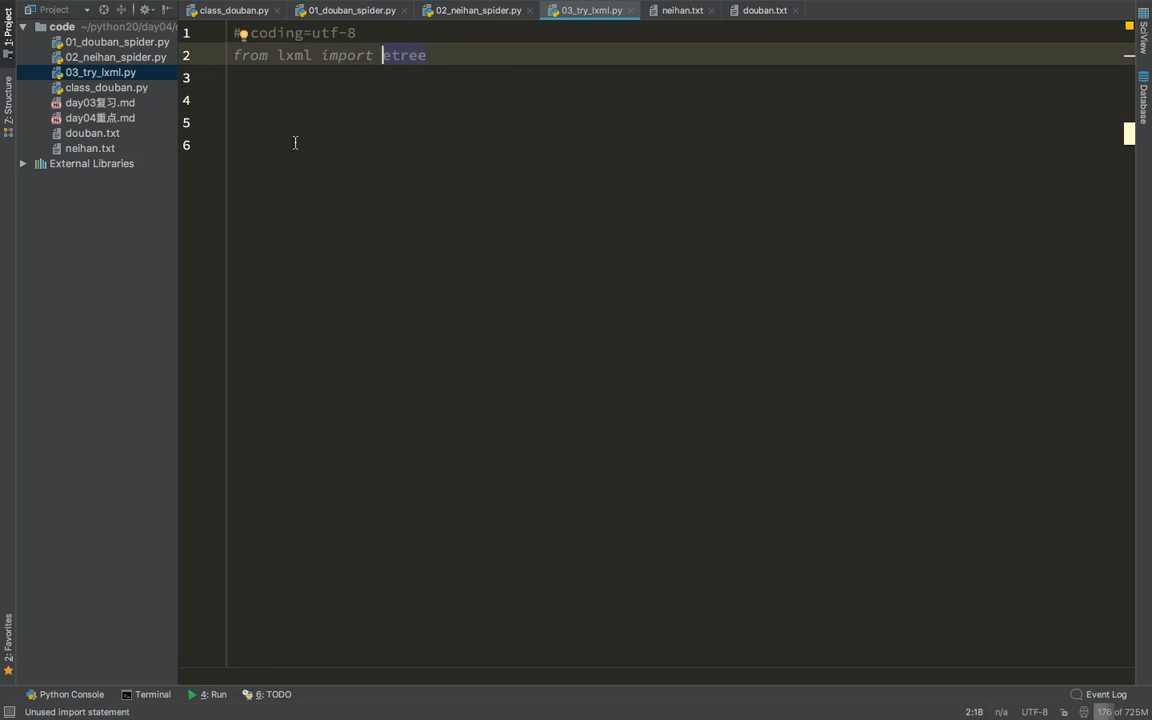 Project
class_douban.py
01_douban_spider.py
02_neihan_spider.py
03_try_lxml.py
neihan.txt
douban.txt
1: Project
Z: Structure
2: Favorites
code ~/python20/day04/
01_douban_spider.py
02_neihan_spider.py
03_try_lxml.py
class_douban.py
day03复习.md
day04重点.md
douban.txt
neihan.txt
External Libraries
1 # coding=utf-8
2 from lxml import etree
3
4
5
6
SciView
Database
Python Console
Terminal
4: Run
6: TODO
Event Log
Unused import statement
2:18 n/a UTF-8 176 of 725M